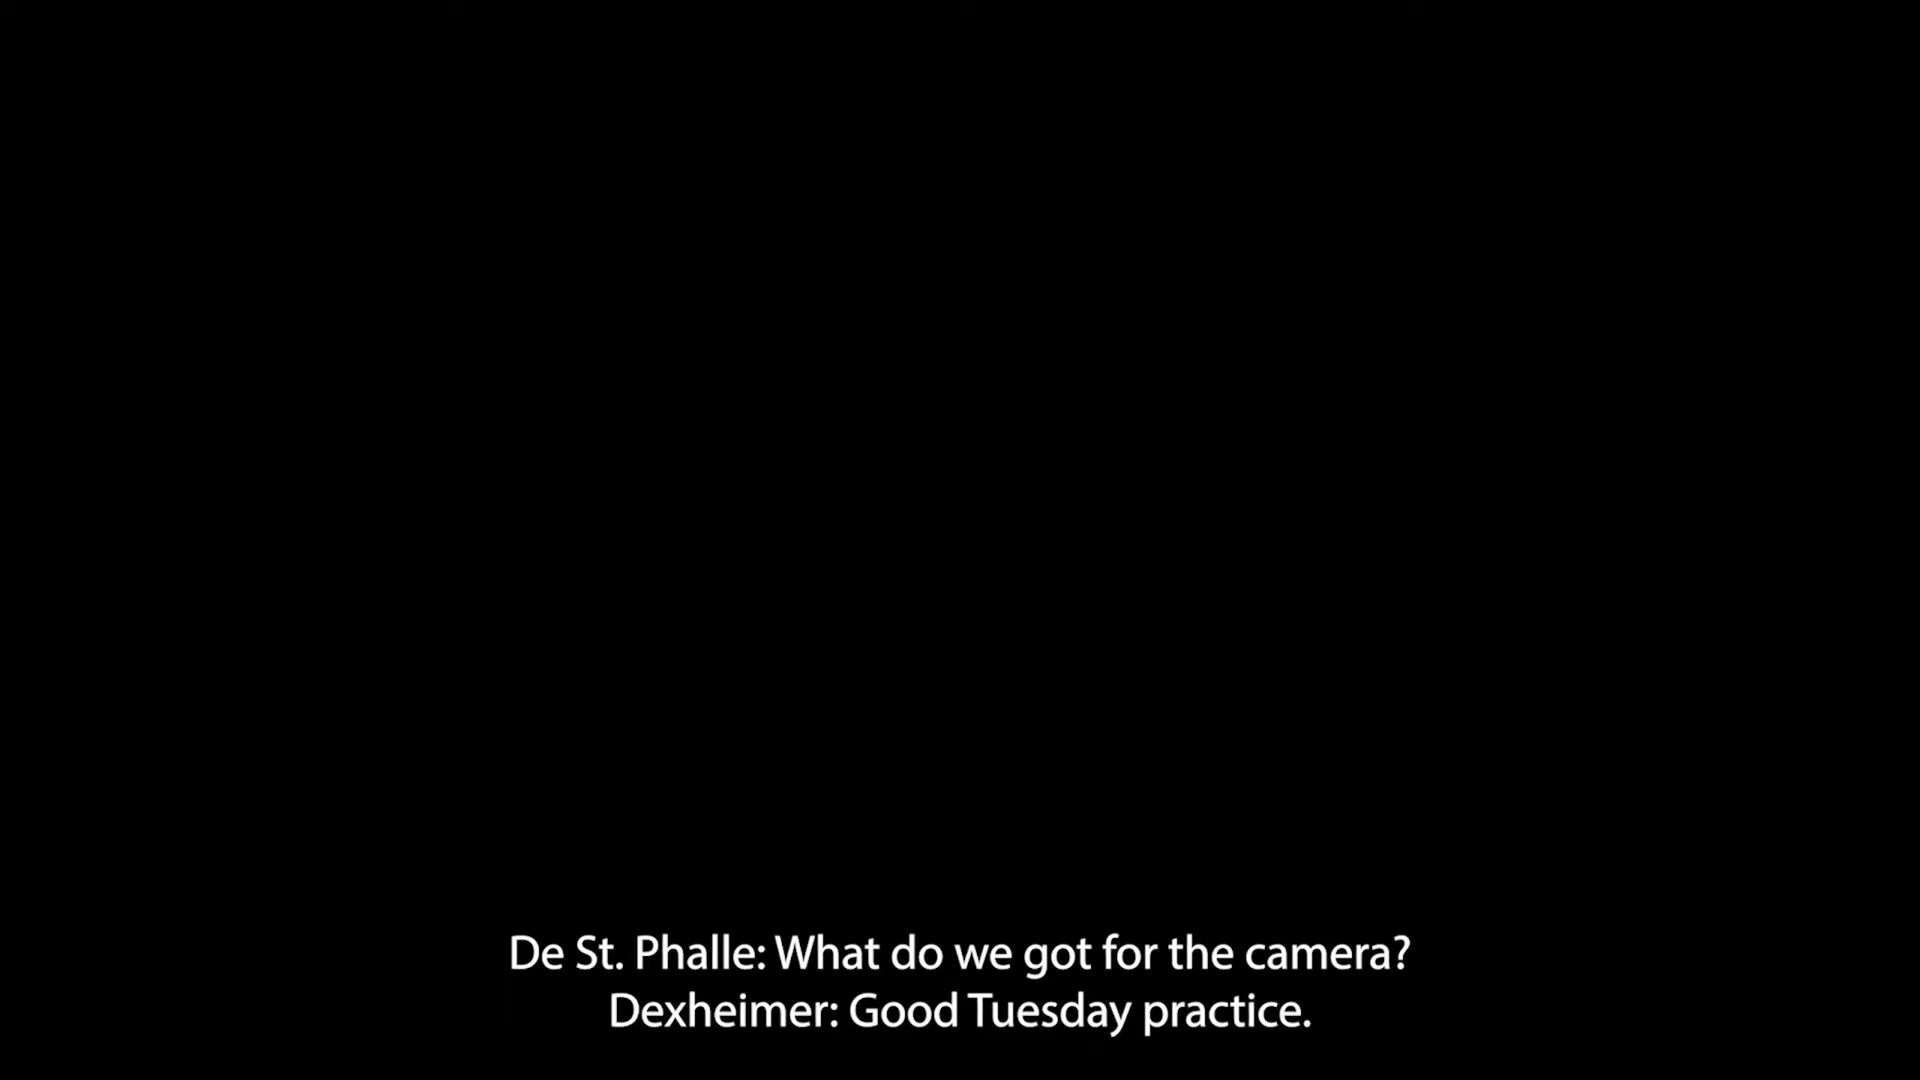 De St. Phalle: What do we got for the camera?
Dexheimer: Good Tuesday practice.